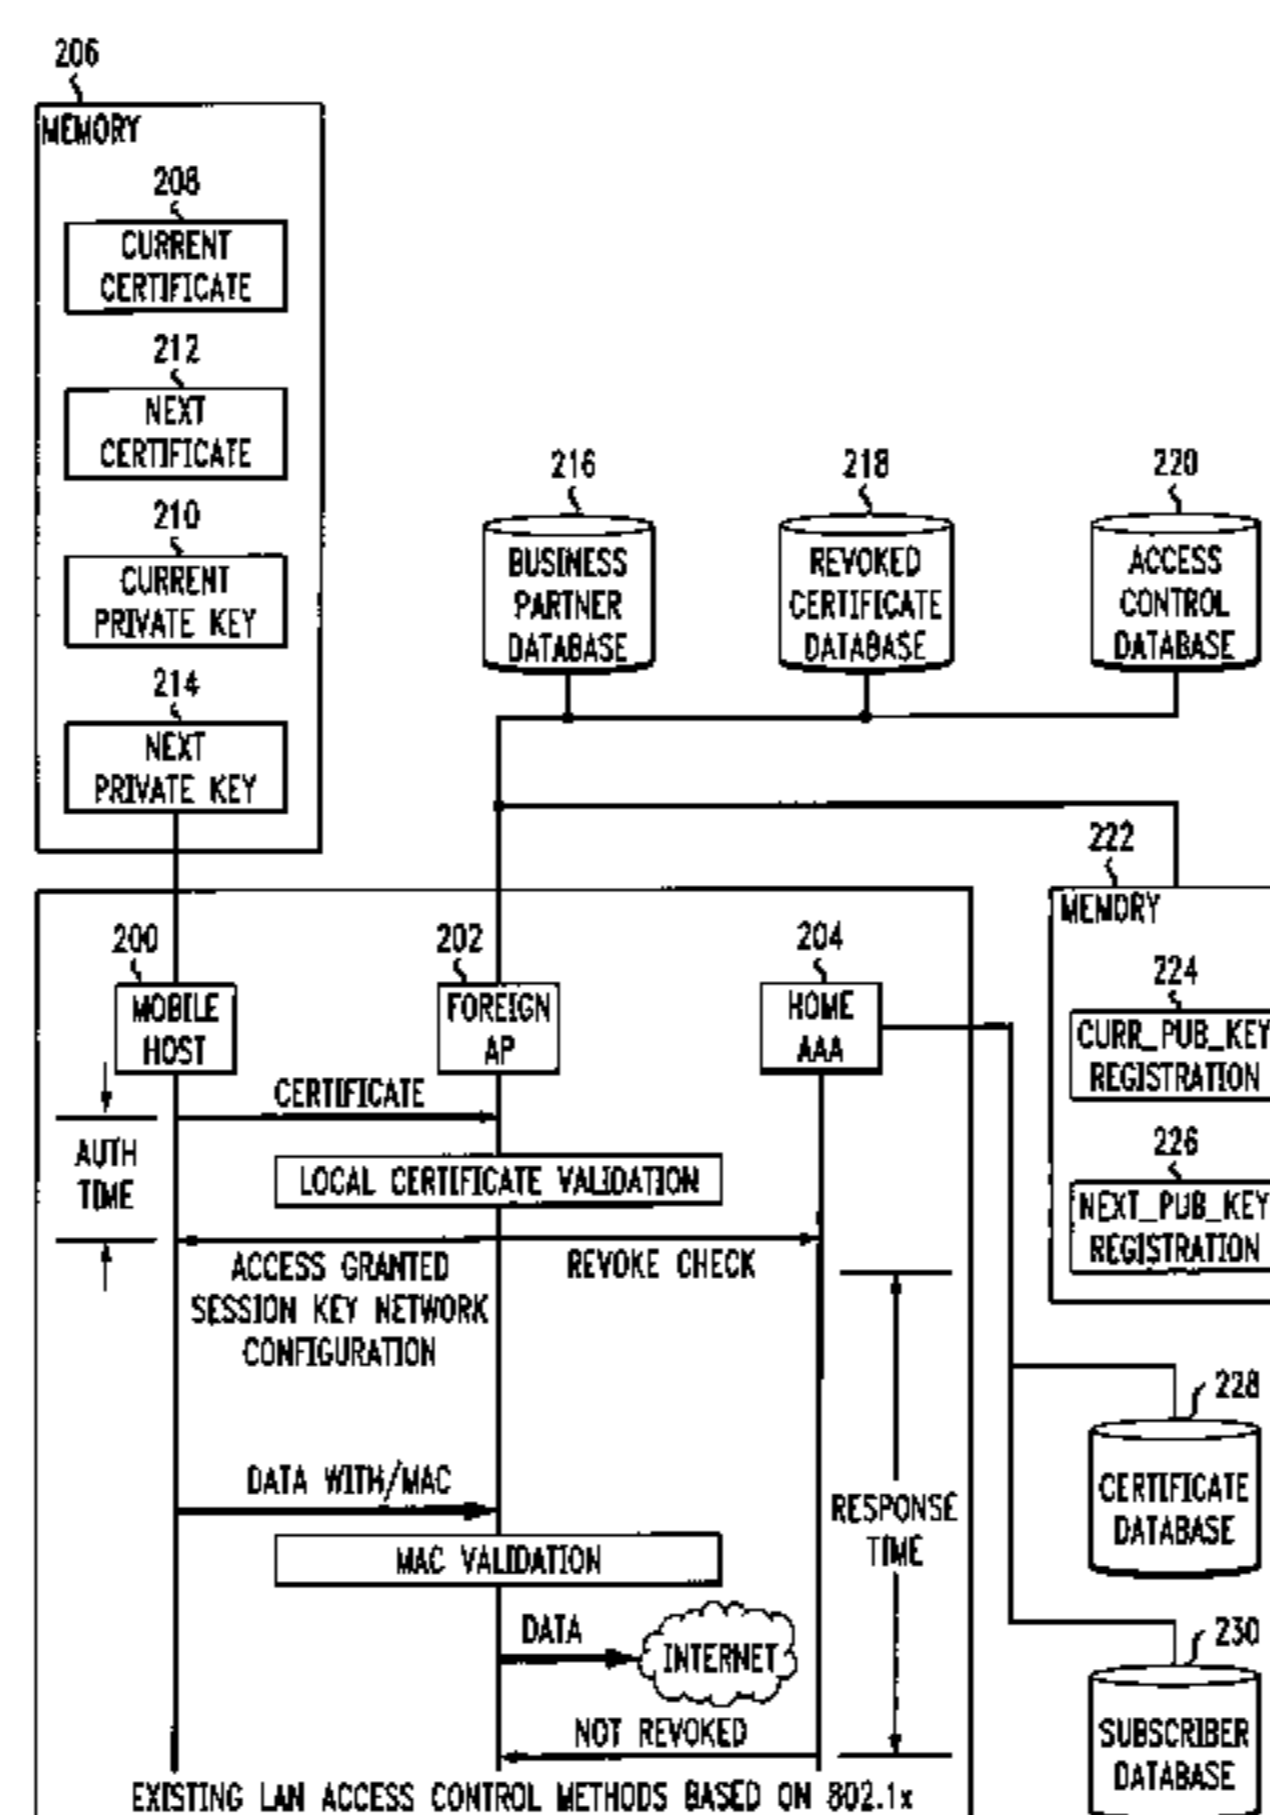 206
MEMORY
208
CURRENT
CERTIFICATE
212
NEXT
CERTIFICATE
210
CURRENT
PRIVATE KEY
214
NEXT
PRIVATE KEY
216
BUSINESS
PARTNER
DATABASE
218
REVOKED
CERTIFICATE
DATABASE
220
ACCESS
CONTROL
DATABASE
222
MEMORY
224
CURR_PUB_KEY
REGISTRATION
226
NEXT_PUB_KEY
REGISTRATION
200
MOBILE
HOST
202
FOREIGN
AP
204
HOME
AAA
CERTIFICATE
AUTH
TIME
LOCAL CERTIFICATE VALIDATION
ACCESS GRANTED
SESSION KEY NETWORK
CONFIGURATION
REVOKE CHECK
DATA WITH/MAC
MAC VALIDATION
RESPONSE
TIME
DATA
INTERNET
NOT REVOKED
228
CERTIFICATE
DATABASE
230
SUBSCRIBER
DATABASE
EXISTING LAN ACCESS CONTROL METHODS BASED ON 802.1x